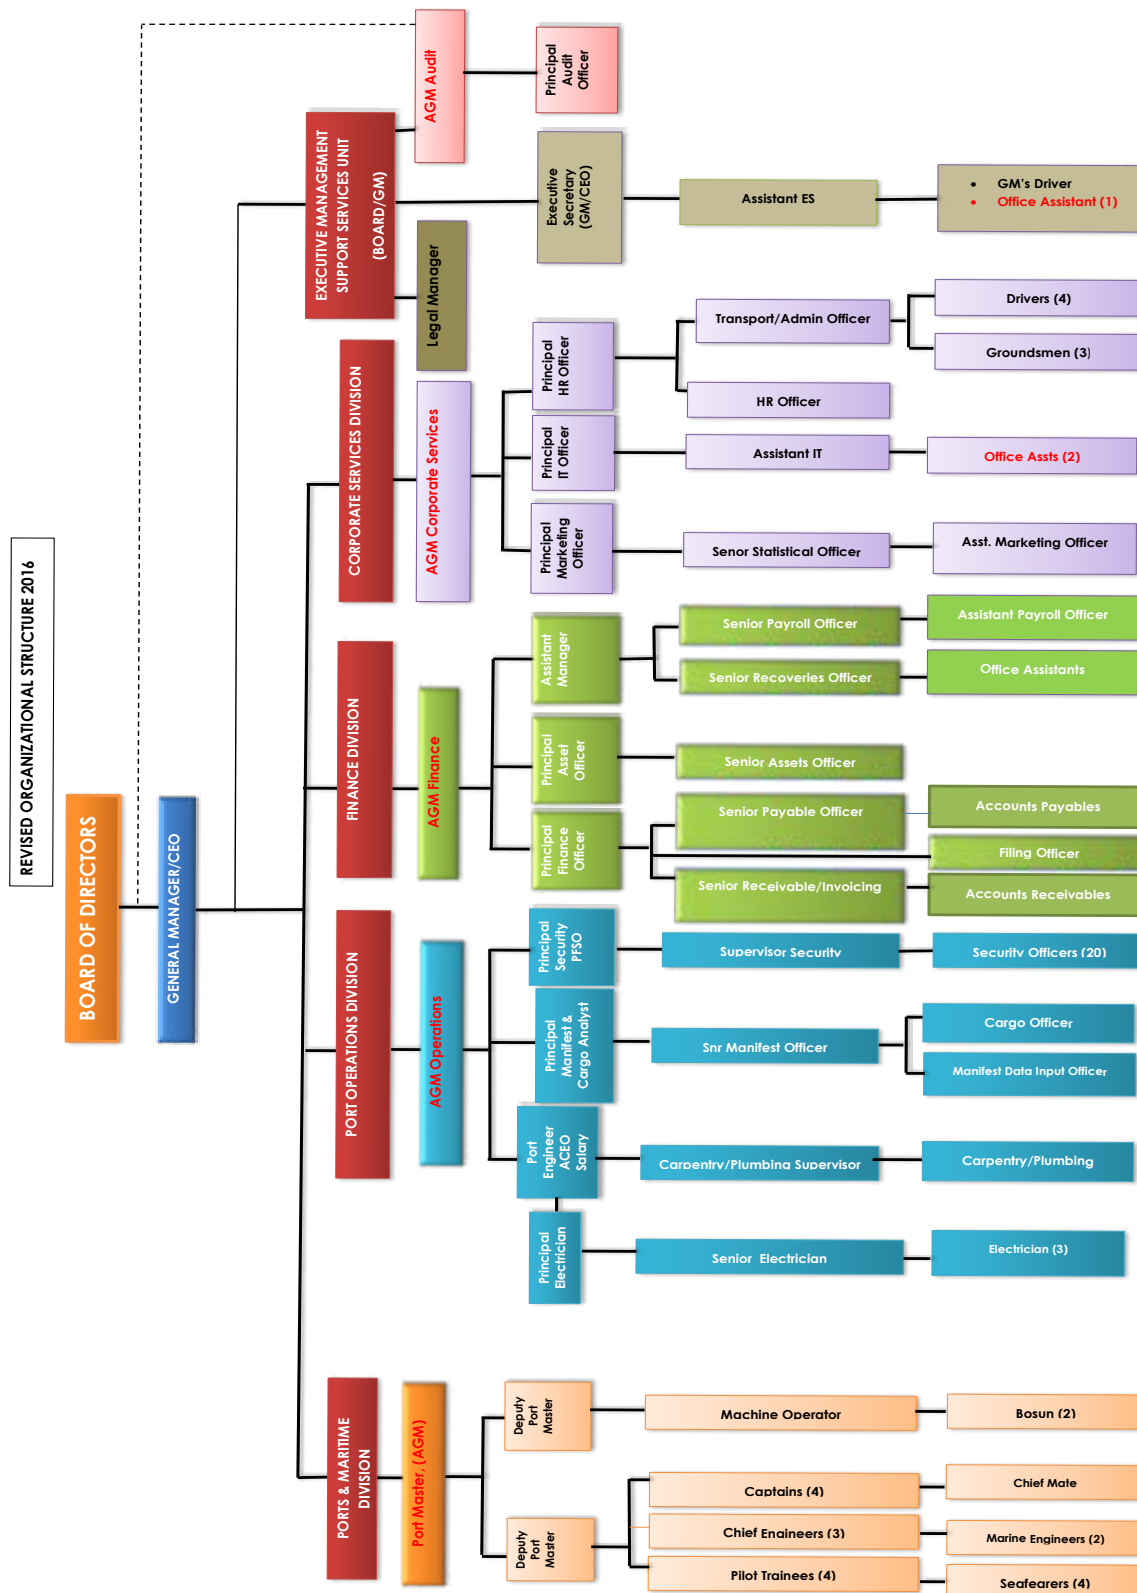 REVISED ORGANIZATIONAL STRUCTURE 2016
BOARD OF DIRECTORS
GENERAL MANAGER/CEO
PORTS & MARITIME
DIVISION
PORT OPERATIONS DIVISION
FINANCE DIVISION
CORPORATE SERVICES DIVISION
EXECUTIVE MANAGEMENT
SUPPORT SERVICES UNIT
(BOARD/GM)
Port Master, (AGM)
AGM Operations
AGM Finance
AGM Corporate Services
Legal Manager
AGM Audit
Deputy
Port
Master
Deputy
Port
Master
Principal
Electrician
Port
Engineer
ACEO
Salary
Principal
Manifest &
Cargo Analyst
Principal
Security
PFSO
Principal
Finance
Officer
Principal
Asset
Officer
Assistant
Manager
Principal
Marketing
Officer
Principal
IT Officer
Principal
HR Officer
Executive
Secretary
(GM/CEO)
Principal
Audit
Officer
Pilot Trainees (4)
Chief Engineers (3)
Captains (4)
Machine Operator
Senior  Electrician
Carpentry/Plumbing Supervisor
Snr Manifest Officer
Supervisor Security
Senior Receivable/Invoicing
Senior Payable Officer
Senior Assets Officer
Senior Recoveries Officer
Senior Payroll Officer
Senor Statistical Officer
Assistant IT
HR Officer
Transport/Admin Officer
Assistant ES
Seafearers (4)
Marine Engineers (2)
Chief Mate
Bosun (2)
Electrician (3)
Carpentry/Plumbing
Manifest Data Input Officer
Cargo Officer
Security Officers (20)
Accounts Receivables
Filing Officer
Accounts Payables
Office Assistants
Assistant Payroll Officer
Asst. Marketing Officer
Office Assts (2)
Groundsmen (3)
Drivers (4)
• GM's Driver
• Office Assistant (1)